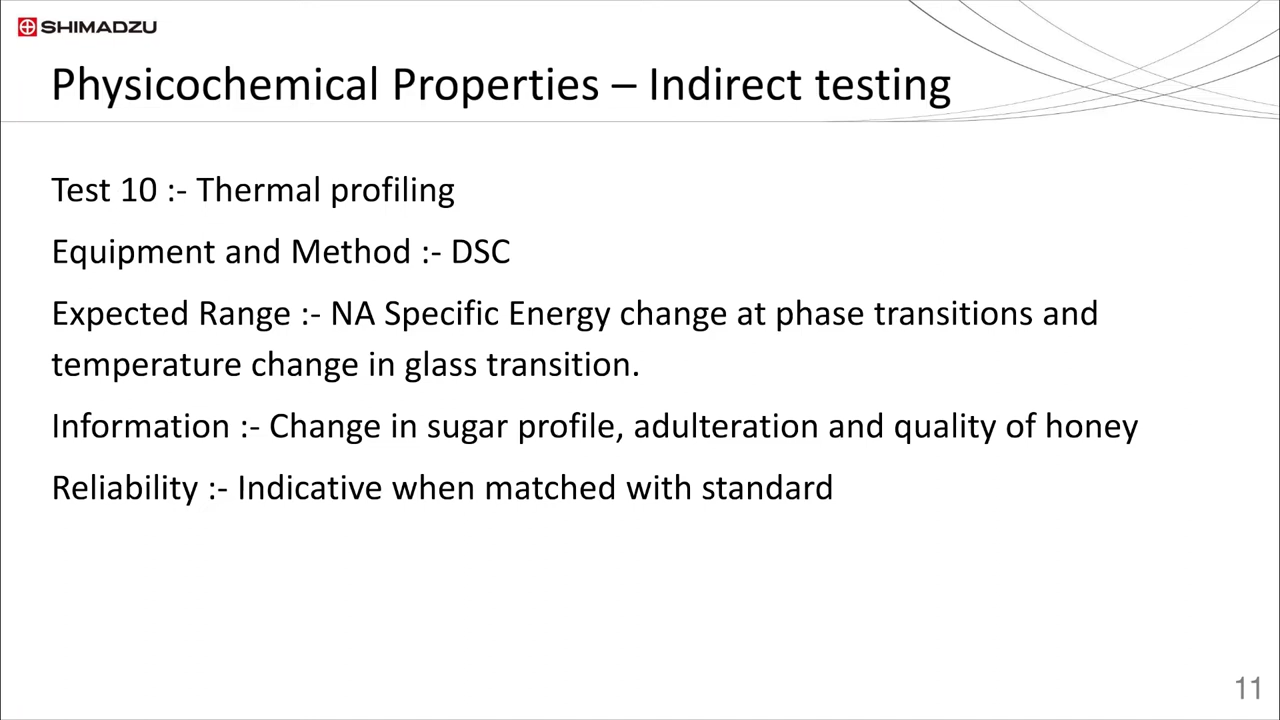 SHIMADZU
Physicochemical Properties – Indirect testing
Test 10 :- Thermal profiling
Equipment and Method :- DSC
Expected Range :- NA Specific Energy change at phase transitions and
temperature change in glass transition.
Information :- Change in sugar profile, adulteration and quality of honey
Reliability :- Indicative when matched with standard
11